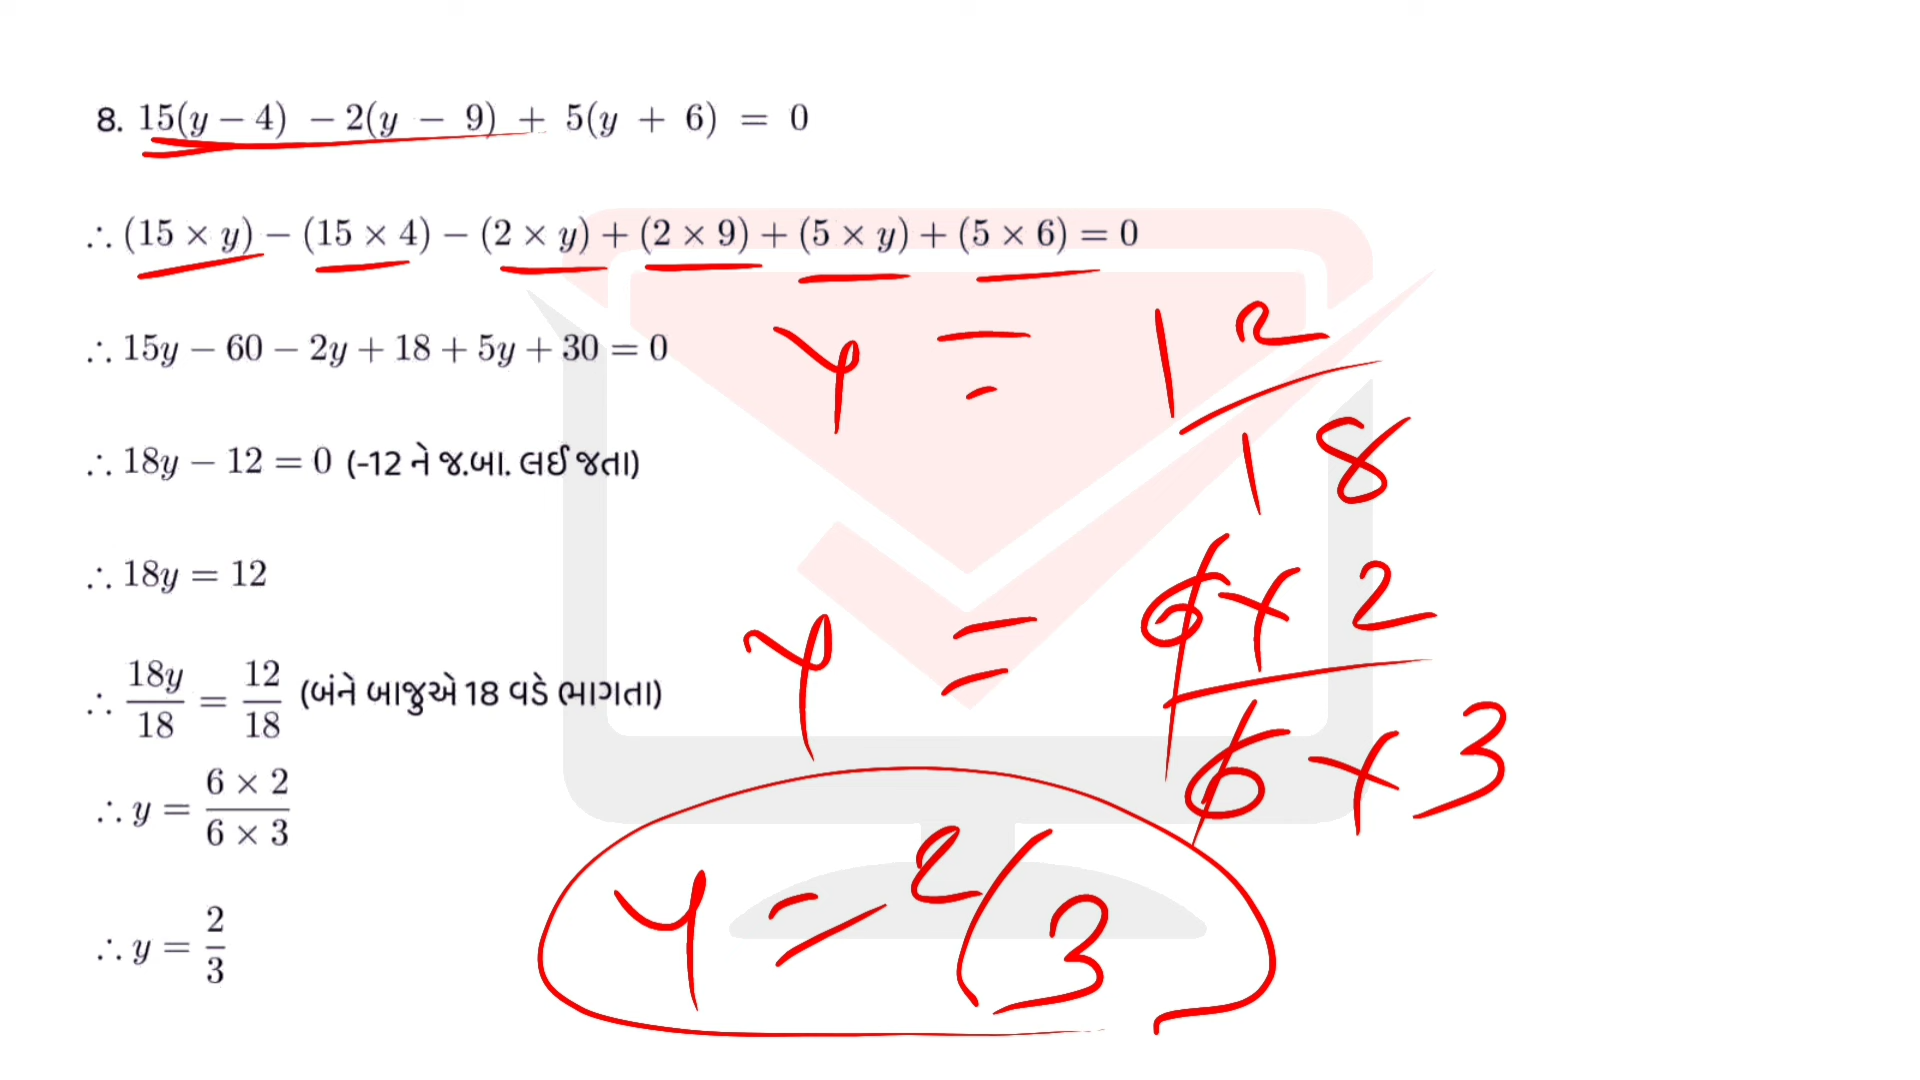 8. 15(y − 4) − 2(y − 9) + 5(y + 6) = 0
∴ (15 × y) − (15 × 4) − (2 × y) + (2 × 9) + (5 × y) + (5 × 6) = 0
∴ 15y − 60 − 2y + 18 + 5y + 30 = 0
∴ 18y − 12 = 0 (-12 ને જ.બા. લઈ જતા)
∴ 18y = 12
∴ 18y/18 = 12/18 (બંને બાજુએ 18 વડે ભાગતા)
∴ y = 6 × 2/6 × 3
∴ y = 2/3
y = 12/18
y = 6 × 2/6 × 3
y = 2/3